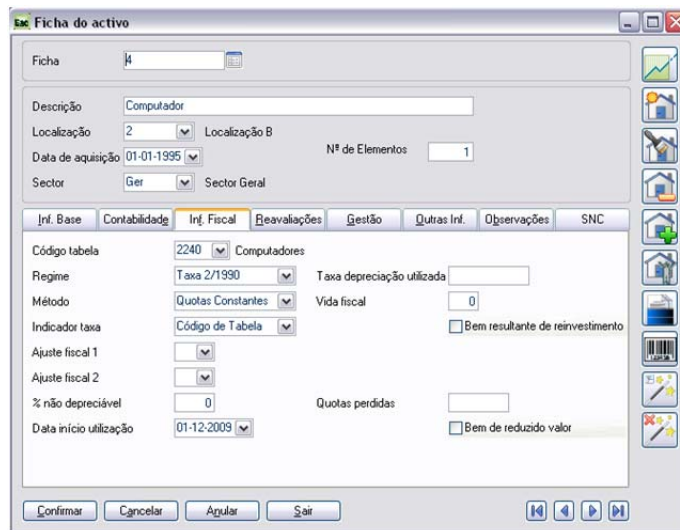 Eac Ficha do activo
Ficha 4
Descrição Computador
Localização 2 Localização B
Data de aquisição 01-01-1995 Nº de Elementos 1
Sector Ger Sector Geral
Inf. Base Contabilidade Inf. Fiscal Reavaliações Gestão Outras Inf. Observações SNC
Código tabela 2240 Computadores
Regime Taxa 2/1990 Taxa depreciação utilizada
Método Quotas Constantes Vida fiscal 0
Indicador taxa Código de Tabela Bem resultante de reinvestimento
Ajuste fiscal 1
Ajuste fiscal 2
% não depreciável 0 Quotas perdidas
Data início utilização 01-12-2009 Bem de reduzido valor
Confirmar Cancelar Anular Sair